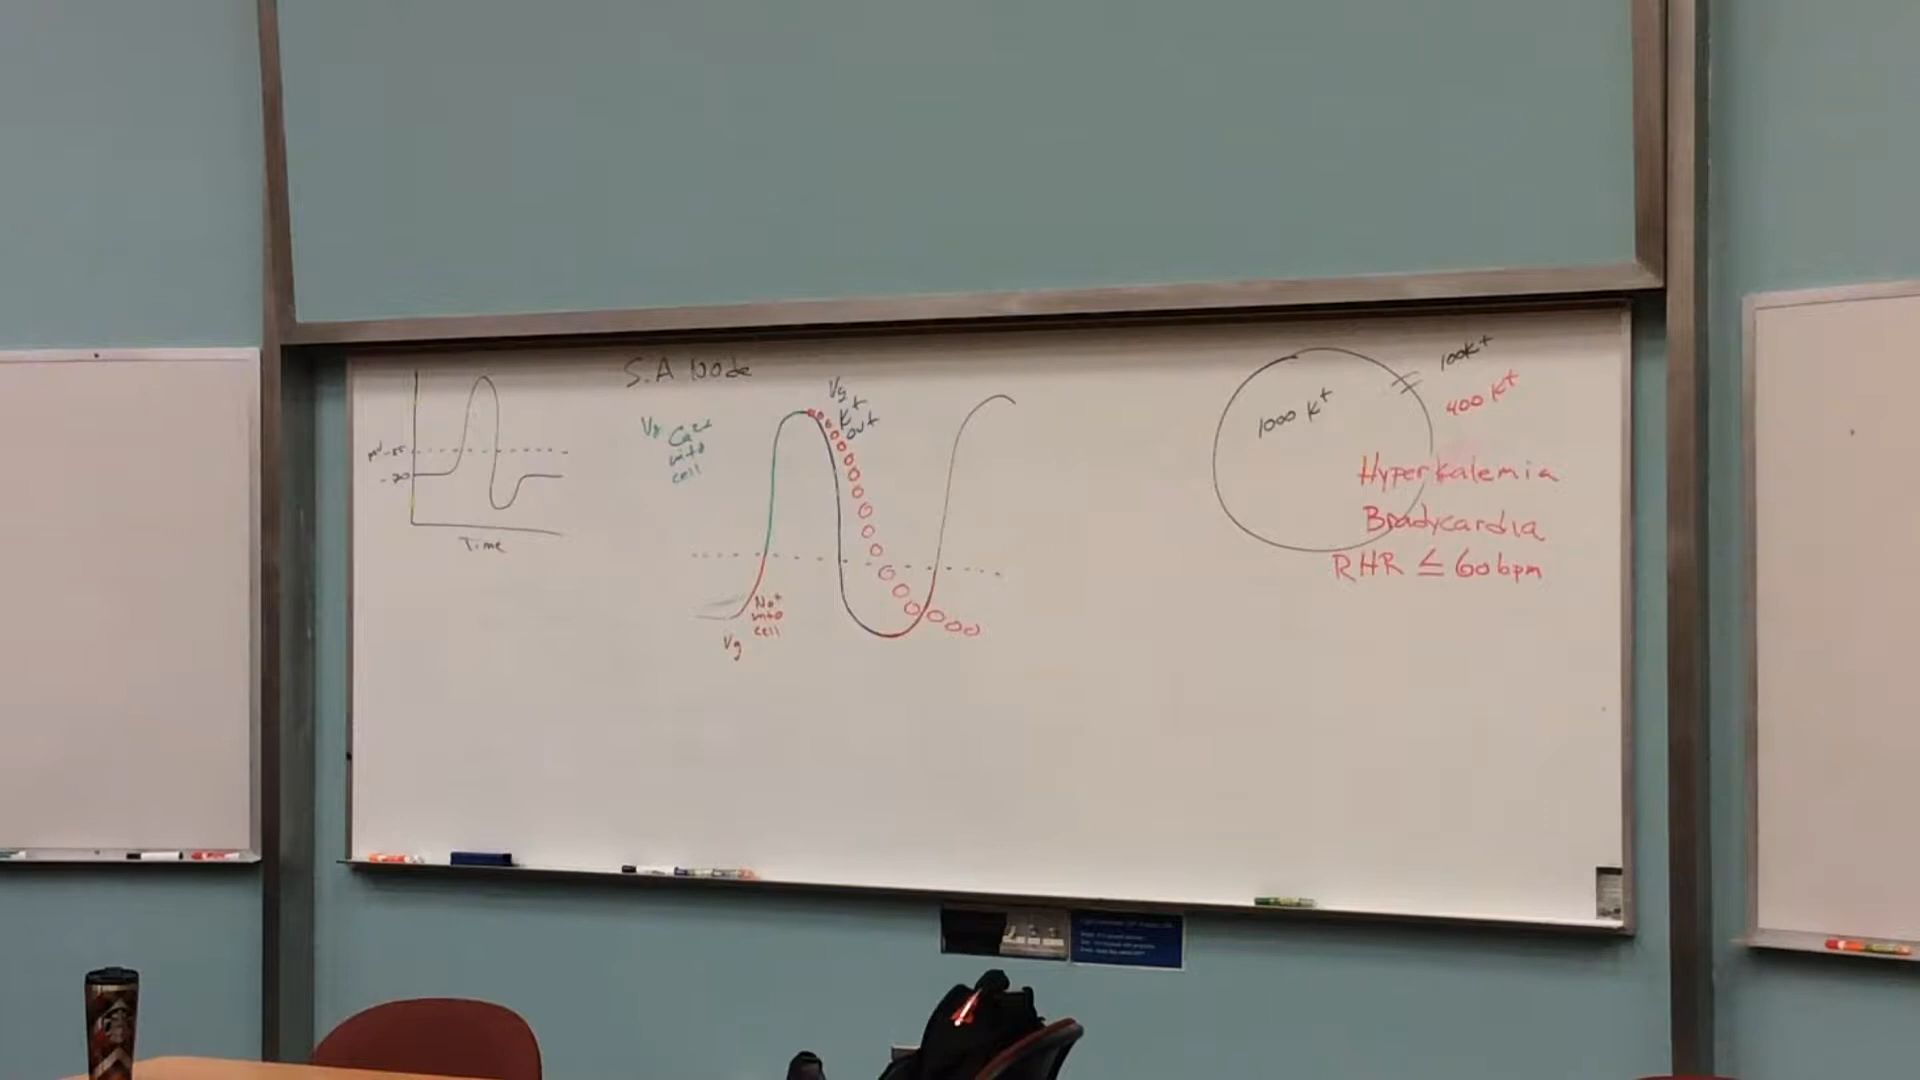 mV -55
-70
Time
S.A Node
Vg Ca2+
into
cell
Vg
K+
out
Na+
into
cell
Vg
1000 K+
100K+
400 K+
Hyperkalemia
Bradycardia
RHR ≤ 60bpm